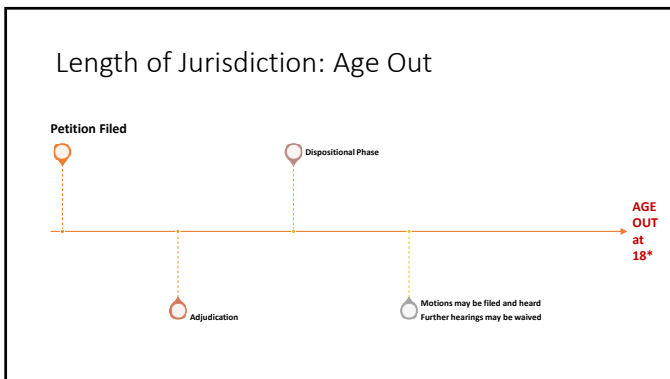 Length of Jurisdiction: Age Out
Petition Filed
Dispositional Phase
AGE
OUT
at
18*
Adjudication
Motions may be filed and heard
Further hearings may be waived